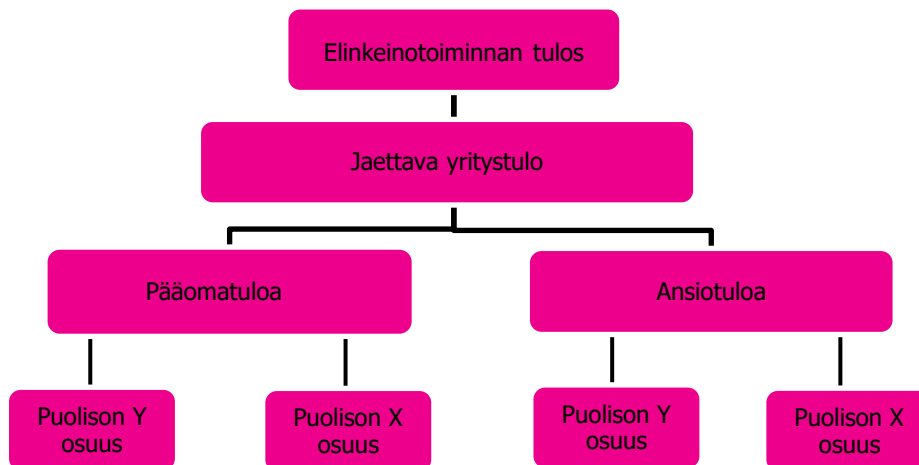 Elinkeinotoiminnan tulos
Jaettava yritystulo
Pääomatuloa
Ansiotuloa
Puolison Y
osuus
Puolison X
osuus
Puolison Y
osuus
Puolison X
osuus